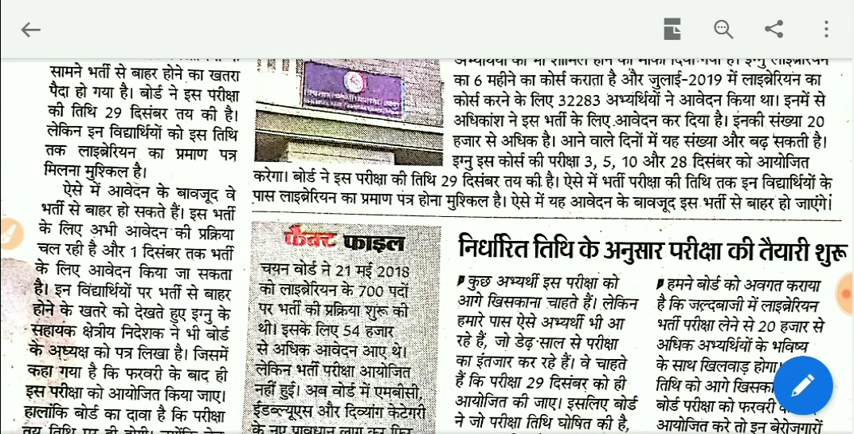 सामने भर्ती से बाहर होने का खतरा
पैदा हो गया है। बोर्ड ने इस परीक्षा
की तिथि 29 दिसंबर तय की है।
लेकिन इन विद्यार्थियों को इस तिथि
तक लाइब्रेरियन का प्रमाण पत्र
मिलना मुश्किल है।
ऐसे में आवेदन के बावजूद वे
भर्ती से बाहर हो सकते हैं। इस भर्ती
के लिए अभी आवेदन की प्रक्रिया
चल रही है और 1 दिसंबर तक भर्ती
के लिए आवेदन किया जा सकता
है। इन विद्यार्थियों पर भर्ती से बाहर
होने के खतरे को देखते हुए इग्नु के
सहायक क्षेत्रीय निदेशक ने भी बोर्ड
के अध्यक्ष को पत्र लिखा है। जिसमें
कहा गया है कि फरवरी के बाद ही
इस परीक्षा को आयोजित किया जाए।
हालांकि बोर्ड का दावा है कि परीक्षा
का 6 महीने का कोर्स कराता है और जुलाई-2019 में लाइब्रेरियन का
कोर्स करने के लिए 32283 अभ्यर्थियों ने आवेदन किया था। इनमें से
अधिकांश ने इस भर्ती के लिए आवेदन कर दिया है। इनकी संख्या 20
हजार से अधिक है। आने वाले दिनों में यह संख्या और बढ़ सकती है।
इग्नु इस कोर्स की परीक्षा 3, 5, 10 और 28 दिसंबर को आयोजित
करेगा। बोर्ड ने इस परीक्षा की तिथि 29 दिसंबर तय की है। ऐसे में भर्ती परीक्षा की तिथि तक इन विद्यार्थियों के
पास लाइब्रेरियन का प्रमाण पत्र होना मुश्किल है। ऐसे में यह आवेदन के बावजूद इस भर्ती से बाहर हो जाएंगे।
फैक्ट फाइल
चयन बोर्ड ने 21 मई 2018
को लाइब्रेरियन के 700 पदों
पर भर्ती की प्रक्रिया शुरू की
थी। इसके लिए 54 हजार
से अधिक आवेदन आए थे।
लेकिन भर्ती परीक्षा आयोजित
नहीं हुई। अब बोर्ड में एमबीसी,
ईडब्ल्यूएस और दिव्यांग केटेगरी
के नए प्रावधान लागू कर फिर
निर्धारित तिथि के अनुसार परीक्षा की तैयारी शुरू
कुछ अभ्यर्थी इस परीक्षा को
आगे खिसकाना चाहते हैं। लेकिन
हमारे पास ऐसे अभ्यर्थी भी आ
रहे हैं, जो डेढ़ साल से परीक्षा
का इंतजार कर रहे हैं। वे चाहते
हैं कि परीक्षा 29 दिसंबर को ही
आयोजित की जाए। इसलिए बोर्ड
ने जो परीक्षा तिथि घोषित की है,
हमने बोर्ड को अवगत कराया
है कि जल्दबाजी में लाइब्रेरियन
भर्ती परीक्षा लेने से 20 हजार से
अधिक अभ्यर्थियों के भविष्य
के साथ खिलवाड़ होगा
तिथि को आगे
बोर्ड परीक्षा को फरवरी
आयोजित करे तो इन बेरोजगारों